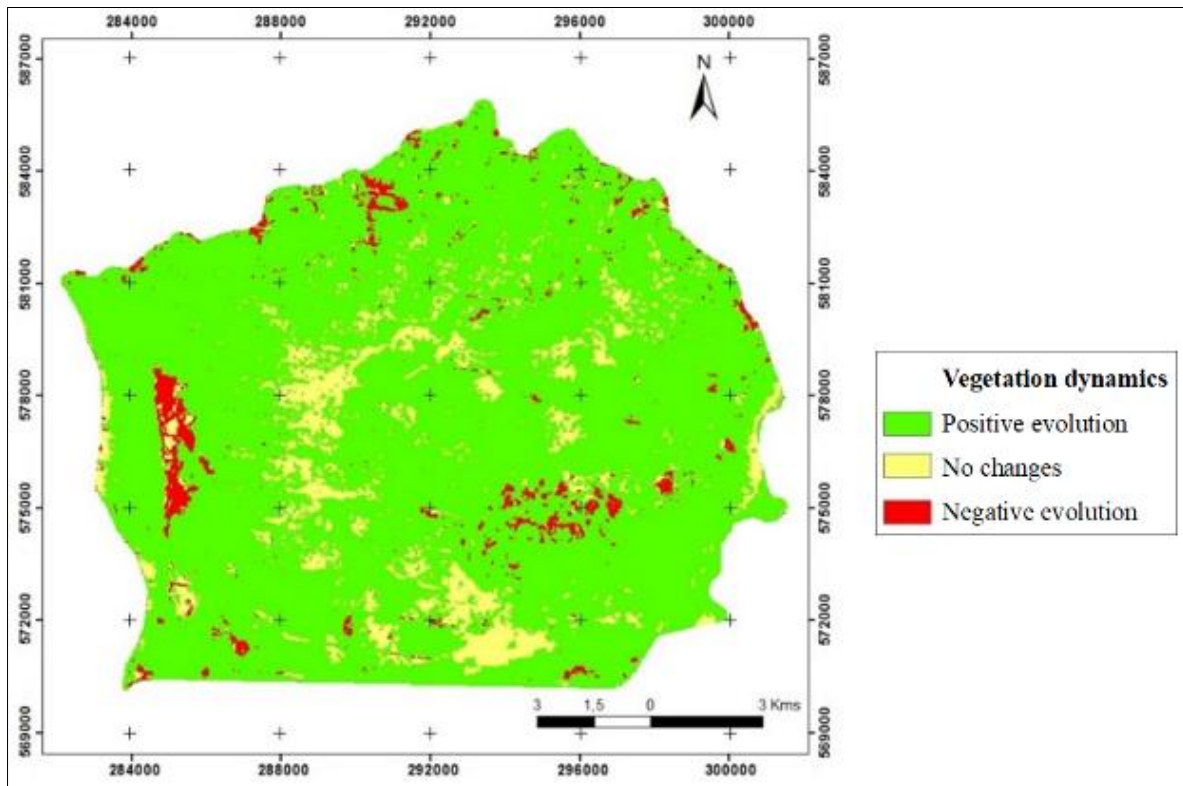 284000 288000 292000 296000 300000
587000 587000
N
584000 584000
581000 581000
Vegetation dynamics
578000 578000
Positive evolution
No changes
575000 575000
Negative evolution
572000 572000
3 1,5 0 3 Kms
569000 569000
284000 288000 292000 296000 300000